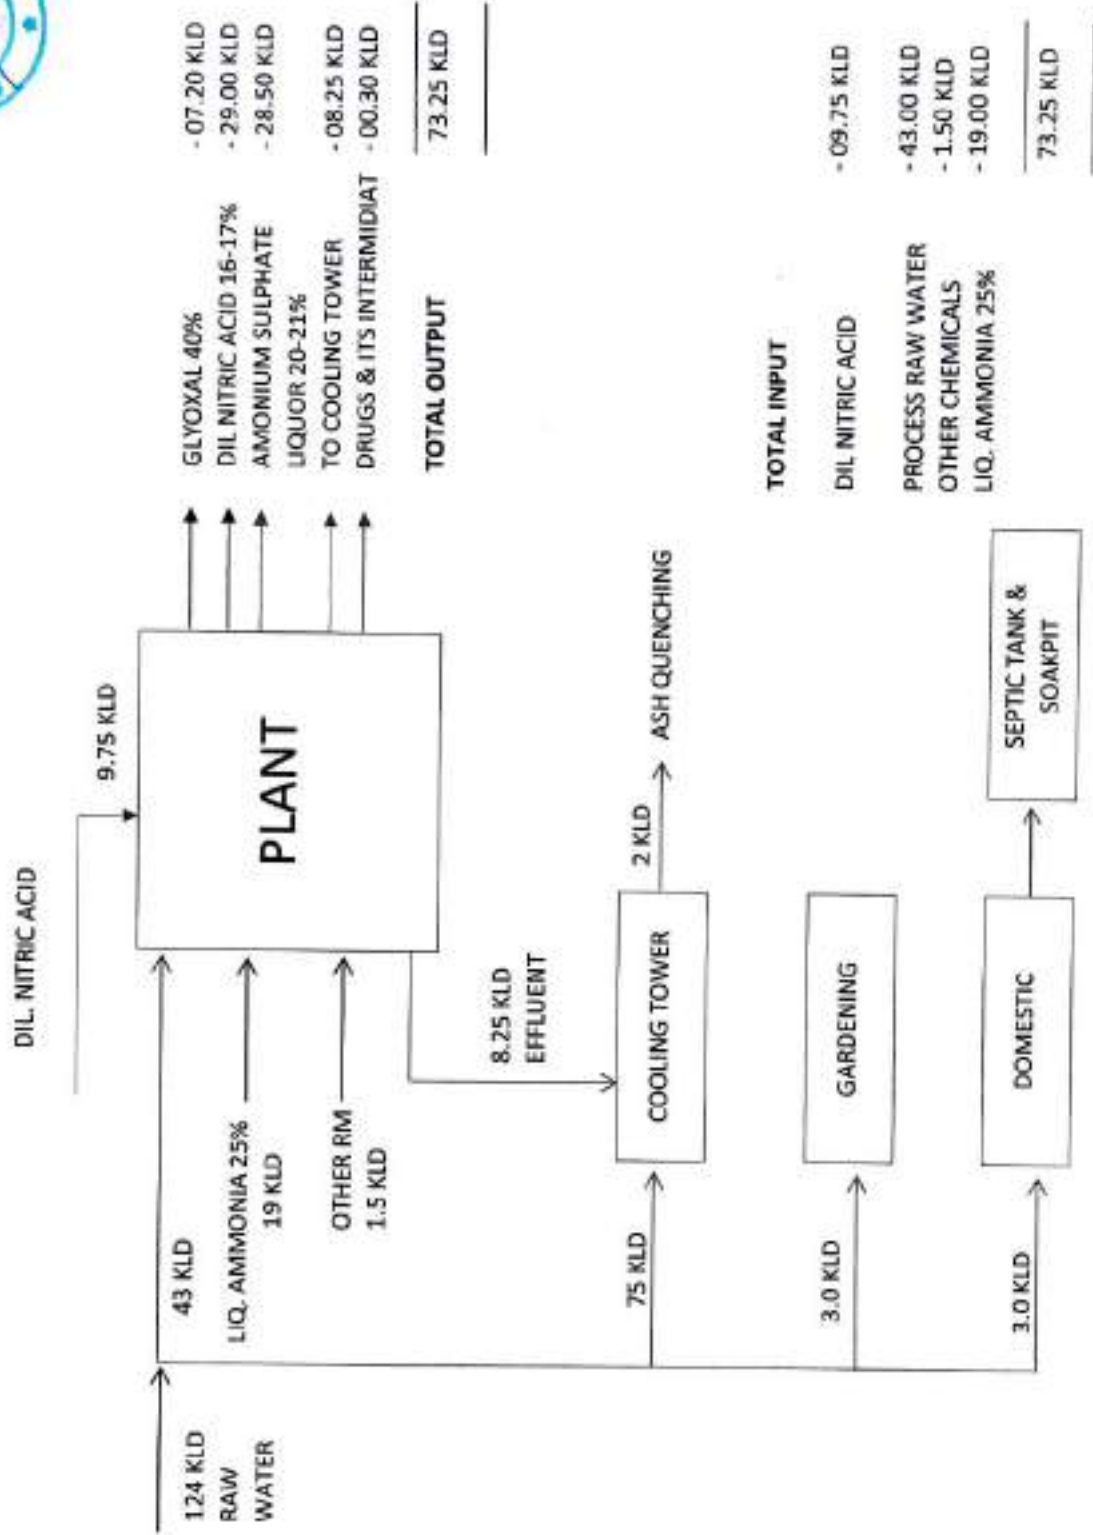 DIL. NITRIC ACID
9.75 KLD
124 KLD
RAW
WATER
43 KLD
LIQ. AMMONIA 25%
19 KLD
OTHER RM
1.5 KLD
PLANT
GLYOXAL 40% - 07.20 KLD
DIL NITRIC ACID 16-17% - 29.00 KLD
AMONIUM SULPHATE - 28.50 KLD
LIQUOR 20-21%
TO COOLING TOWER - 08.25 KLD
DRUGS & ITS INTERMIDIAT - 00.30 KLD
TOTAL OUTPUT 73.25 KLD
8.25 KLD
EFFLUENT
75 KLD
COOLING TOWER
2 KLD
ASH QUENCHING
3.0 KLD
GARDENING
3.0 KLD
DOMESTIC
SEPTIC TANK &
SOAKPIT
TOTAL INPUT
DIL NITRIC ACID - 09.75 KLD
PROCESS RAW WATER - 43.00 KLD
OTHER CHEMICALS - 1.50 KLD
LIQ. AMMONIA 25% - 19.00 KLD
73.25 KLD